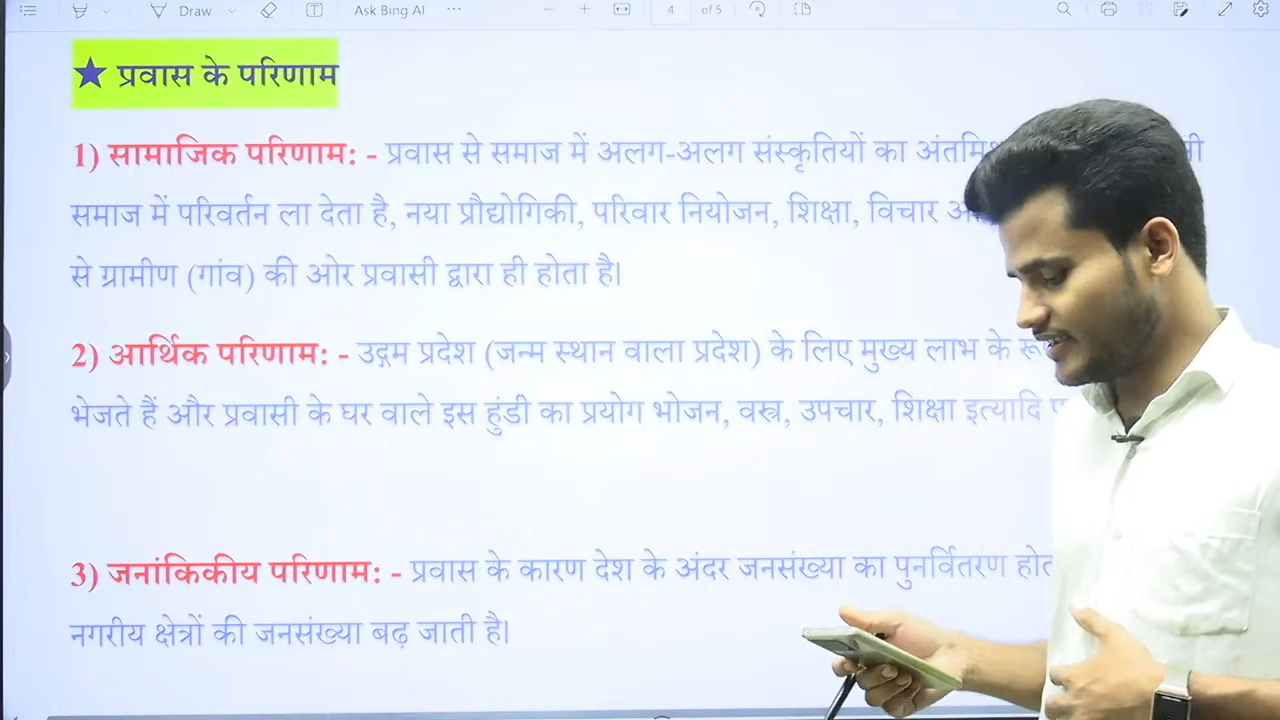 Draw
Ask Bing AI
4 of 5
★ प्रवास के परिणाम
1) सामाजिक परिणाम: - प्रवास से समाज में अलग-अलग संस्कृतियों का
समाज में परिवर्तन ला देता है, नया प्रौद्योगिकी, परिवार नियोजन, शिक्षा, विचार
से ग्रामीण (गांव) की ओर प्रवासी द्वारा ही होता है।
2) आर्थिक परिणाम: - उद्गम प्रदेश (जन्म स्थान वाला प्रदेश) के लिए मुख्य लाभ के
भेजते हैं और प्रवासी के घर वाले इस हुंडी का प्रयोग भोजन, वस्त्र, उपचार, शिक्षा इत्यादि
3) जनांकिकीय परिणाम: - प्रवास के कारण देश के अंदर जनसंख्या का पुनर्वितरण
नगरीय क्षेत्रों की जनसंख्या बढ़ जाती है।